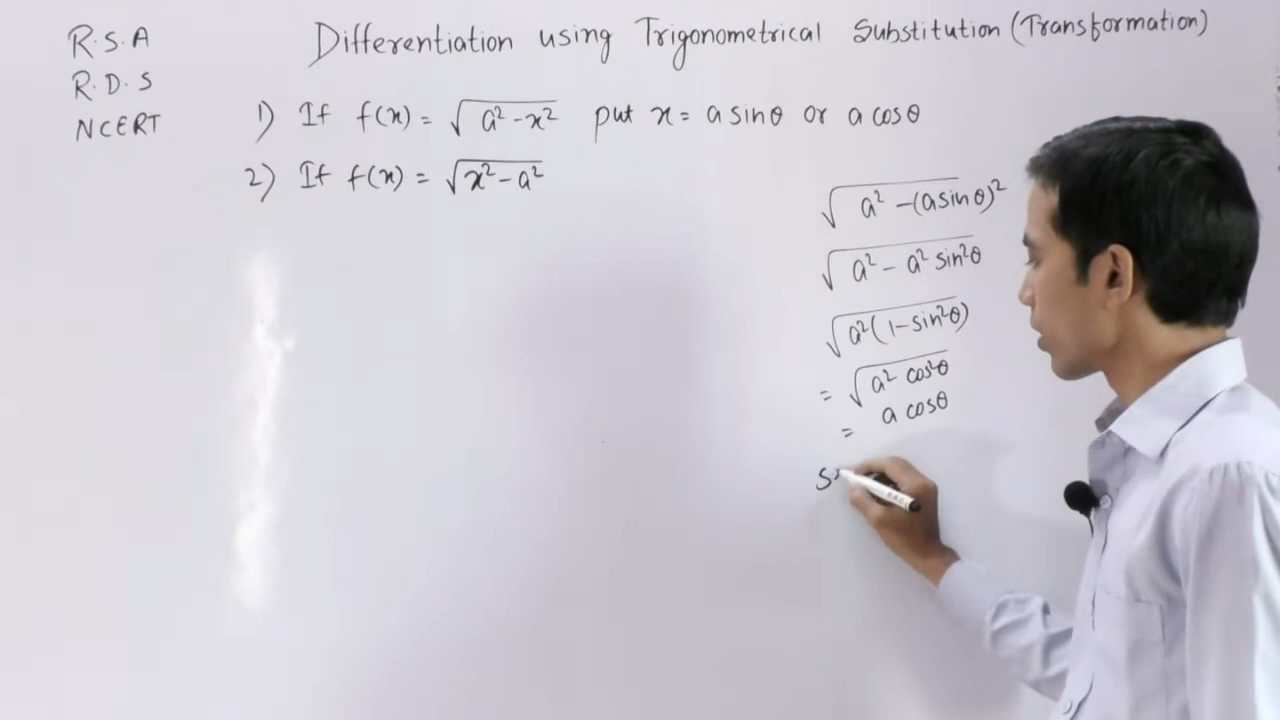 R.S.A
R.D.S
NCERT
Differentiation using Trigonometrical Substitution (Transformation)
1) If f(x) = √(a² - x²) put x = a sinθ or a cosθ
2) If f(x) = √(x² - a²)
√(a² - (a sinθ)²)
√(a² - a² sin²θ)
√(a²(1 - sin²θ))
= √(a² cos²θ)
= a cosθ